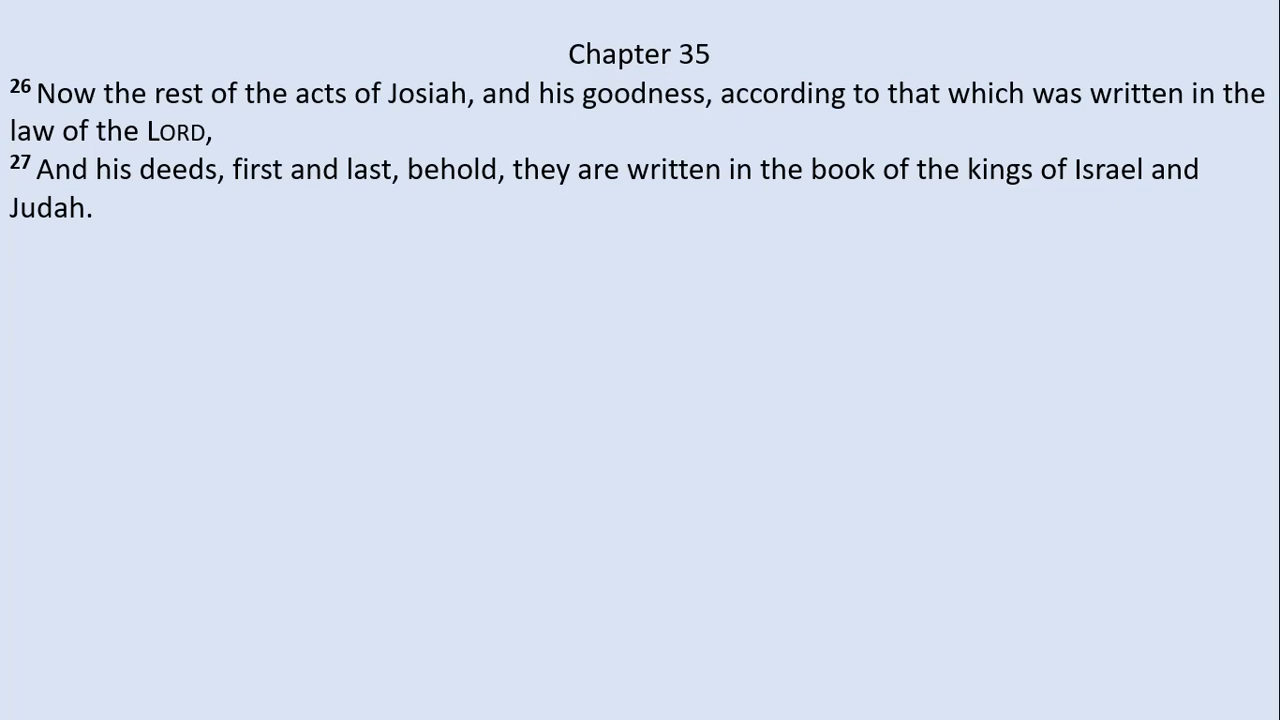 Chapter 35
26 Now the rest of the acts of Josiah, and his goodness, according to that which was written in the
law of the LORD,
27 And his deeds, first and last, behold, they are written in the book of the kings of Israel and
Judah.